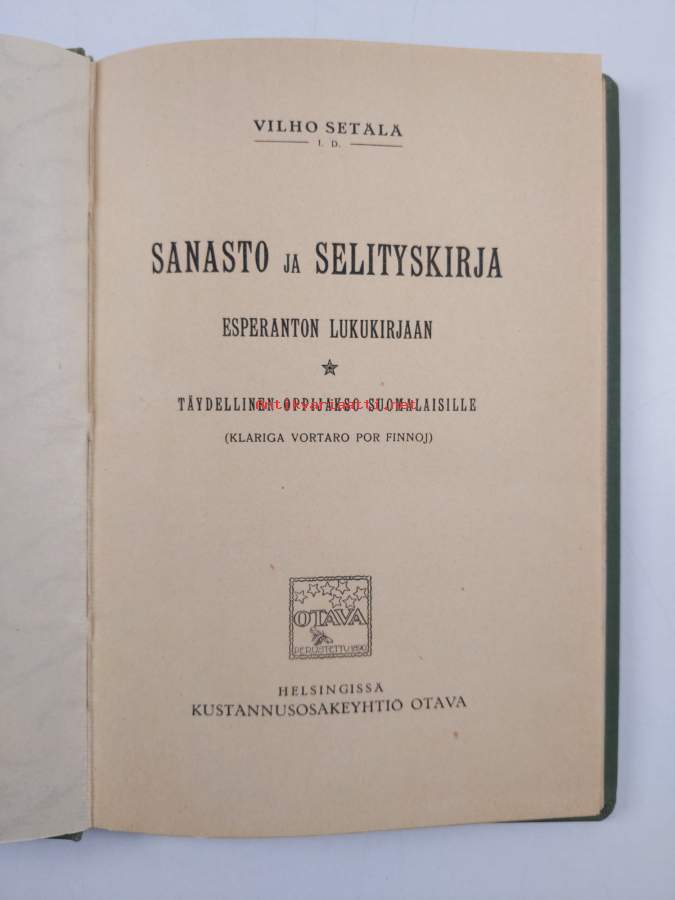 VILHO SETÄLÄ
I. D.
SANASTO JA SELITYSKIRJA
ESPERANTON LUKUKIRJAAN
TÄYDELLINEN OPPIJAKSO SUOMALAISILLE
(KLARIGA VORTARO POR FINNOJ)
OTAVA
PERUSTETTU 1890
HELSINGISSÄ
KUSTANNUSOSAKEYHTIÖ OTAVA